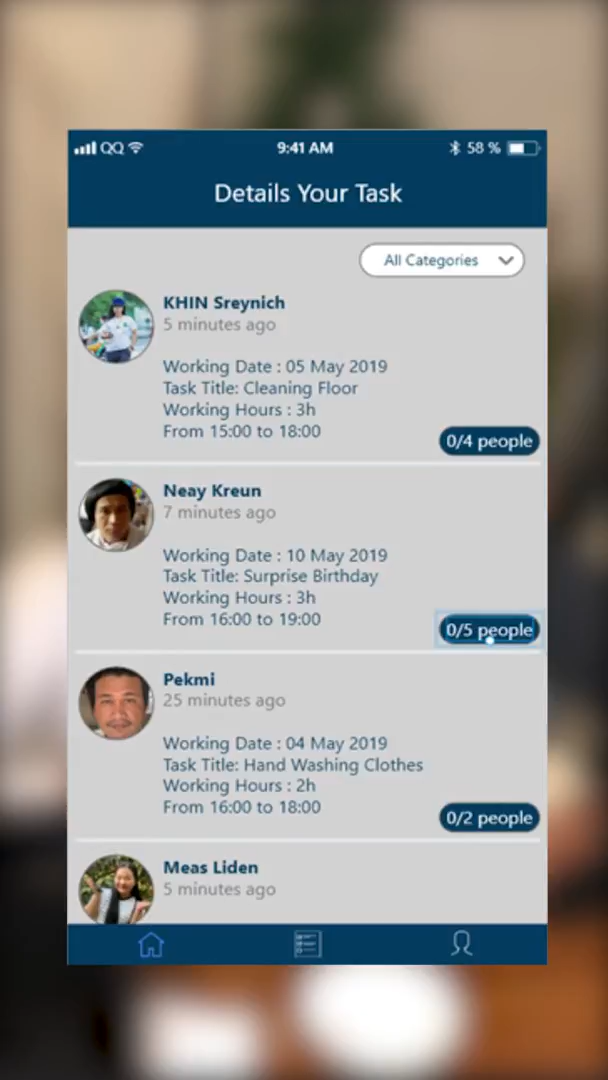 QQ 9:41 AM 58 %
Details Your Task
All Categories
KHIN Sreynich
5 minutes ago
Working Date : 05 May 2019
Task Title: Cleaning Floor
Working Hours : 3h
From 15:00 to 18:00
0/4 people
Neay Kreun
7 minutes ago
Working Date : 10 May 2019
Task Title: Surprise Birthday
Working Hours : 3h
From 16:00 to 19:00
0/5 people
Pekmi
25 minutes ago
Working Date : 04 May 2019
Task Title: Hand Washing Clothes
Working Hours : 2h
From 16:00 to 18:00
0/2 people
Meas Liden
5 minutes ago